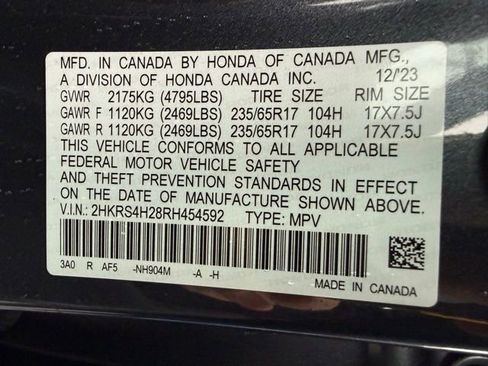 MFD. IN CANADA BY HONDA OF CANADA MFG.,
A DIVISION OF HONDA CANADA INC. 12/'23
GVWR 2175KG (4795LBS) TIRE SIZE RIM SIZE
GAWR F 1120KG (2469LBS) 235/65R17 104H 17X7.5J
GAWR R 1120KG (2469LBS) 235/65R17 104H 17X7.5J
THIS VEHICLE CONFORMS TO ALL APPLICABLE
FEDERAL MOTOR VEHICLE SAFETY
AND THEFT PREVENTION STANDARDS IN EFFECT
ON THE DATE OF MANUFACTURE SHOWN ABOVE.
V.I.N.: 2HKRS4H28RH454592 TYPE: MPV
3A0 R AF5 -NH904M -A -H
MADE IN CANADA